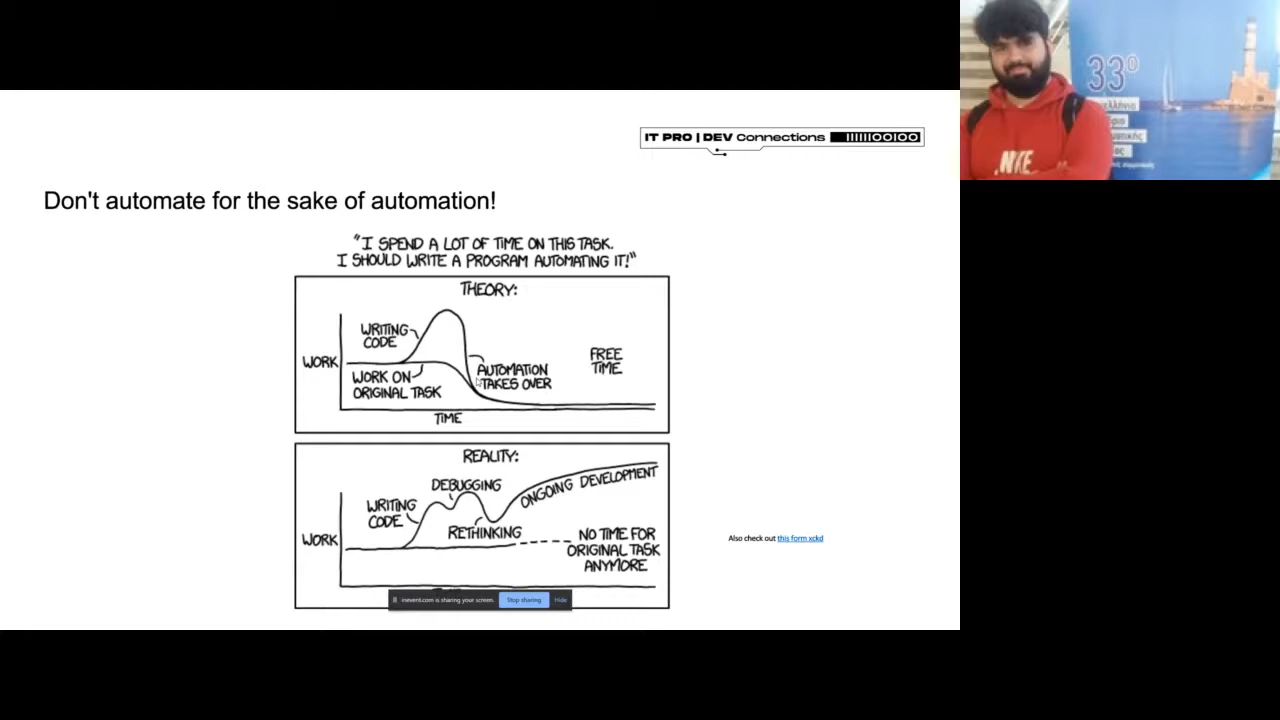 IT PRO | DEV Connections
Don't automate for the sake of automation!
"I SPEND A LOT OF TIME ON THIS TASK.
I SHOULD WRITE A PROGRAM AUTOMATING IT!"
THEORY:
WRITING
CODE
WORK
WORK ON
ORIGINAL TASK
AUTOMATION
TAKES OVER
FREE
TIME
TIME
REALITY:
DEBUGGING
WRITING
CODE
ONGOING DEVELOPMENT
RETHINKING
WORK
NO TIME FOR
ORIGINAL TASK
ANYMORE
Also check out this form xckd
inevent.com is sharing your screen.
Stop sharing
Hide
33º